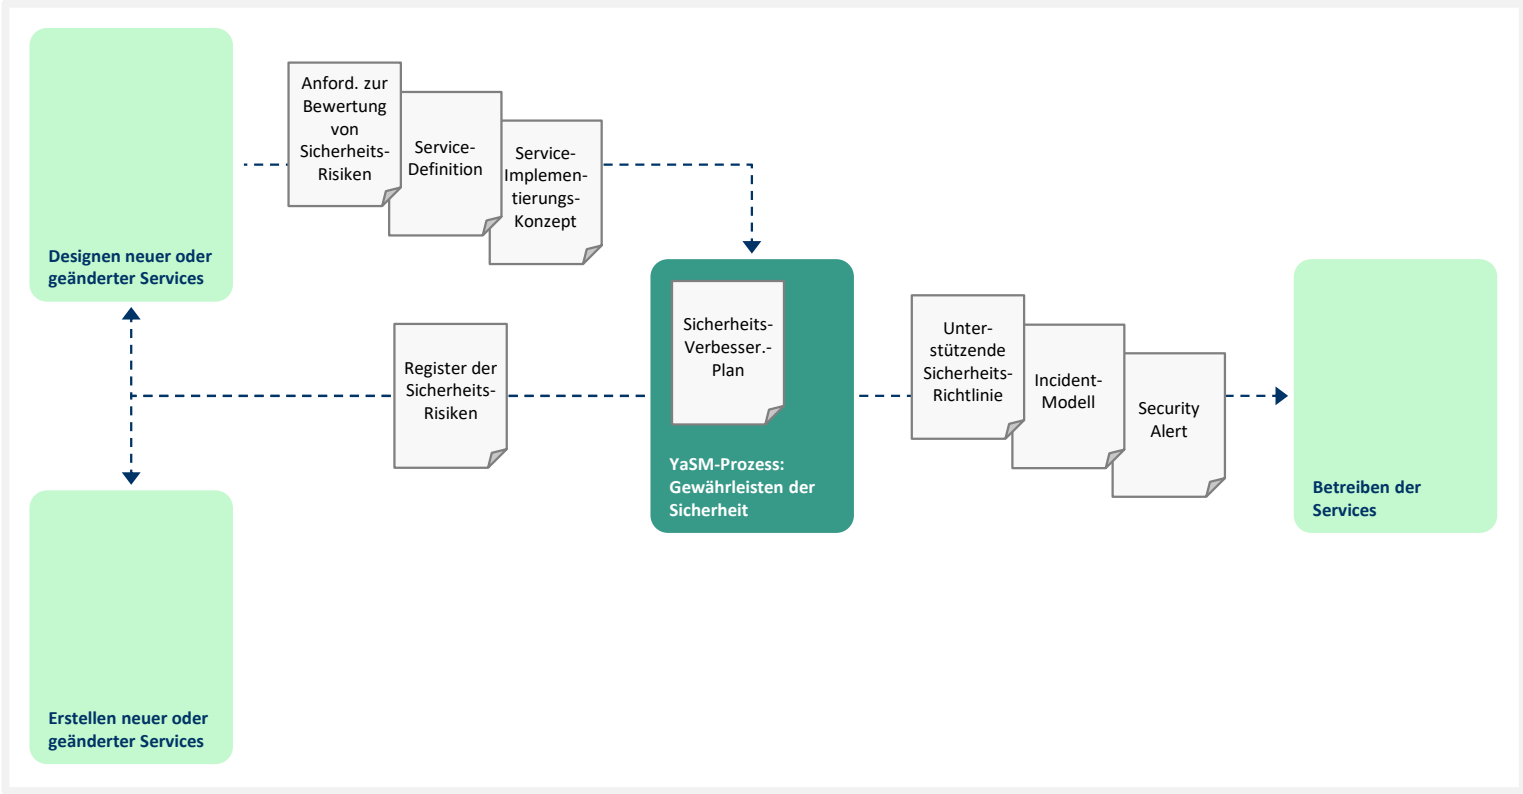 Designen neuer oder
geänderter Services
Anford. zur
Bewertung
von
Sicherheits-
Risiken
Service-
Definition
Service-
Implemen-
tierungs-
Konzept
Register der
Sicherheits-
Risiken
Sicherheits-
Verbesser.-
Plan
YaSM-Prozess:
Gewährleisten der
Sicherheit
Unter-
stützende
Sicherheits-
Richtlinie
Incident-
Modell
Security
Alert
Betreiben der
Services
Erstellen neuer oder
geänderter Services